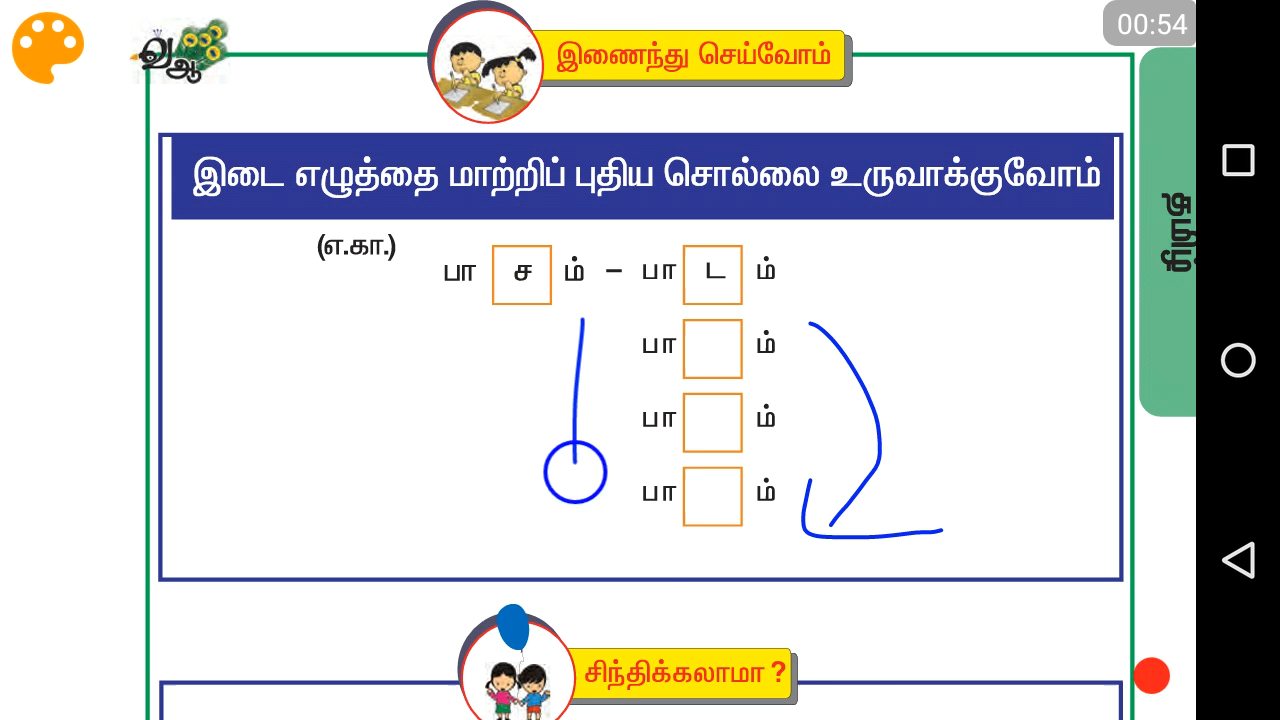 00:54
வ
ஆ
இணைந்து செய்வோம்
இடை எழுத்தை மாற்றிப் புதிய சொல்லை உருவாக்குவோம்
(எ.கா.)
பா ச ம் – பா ட ம்
பா ம்
பா ம்
பா ம்
சிந்திக்கலாமா ?